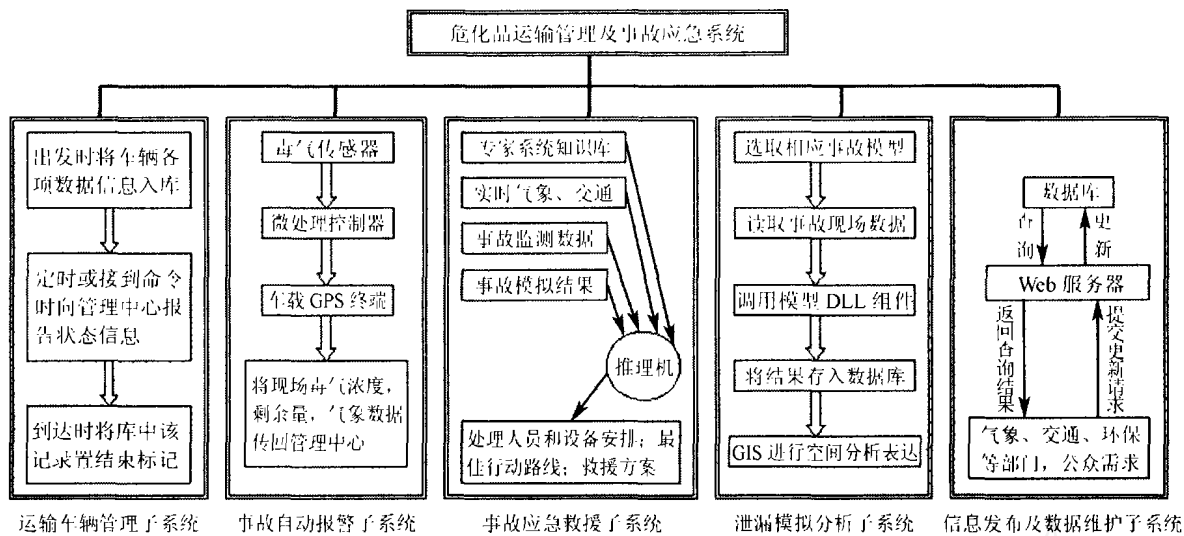 危化品运输管理及事故应急系统
出发时将车辆各
项数据信息入库
定时或接到命令
时向管理中心报
告状态信息
到达时将库中该
记录置结束标记
运输车辆管理子系统
毒气传感器
微处理控制器
车载 GPS 终端
将现场毒气浓度,
剩余量,气象数据
传回管理中心
事故自动报警子系统
专家系统知识库
实时气象、交通
事故监测数据
事故模拟结果
推理机
处理人员和设备安排;最
佳行动路线;救援方案
事故应急救援子系统
选取相应事故模型
读取事故现场数据
调用模型 DLL 组件
将结果存入数据库
GIS 进行空间分析表达
泄漏模拟分析子系统
数据库
查询
更新
Web 服务器
返回查询结果
提交更新请求
气象、交通、环保
等部门,公众需求
信息发布及数据维护子系统